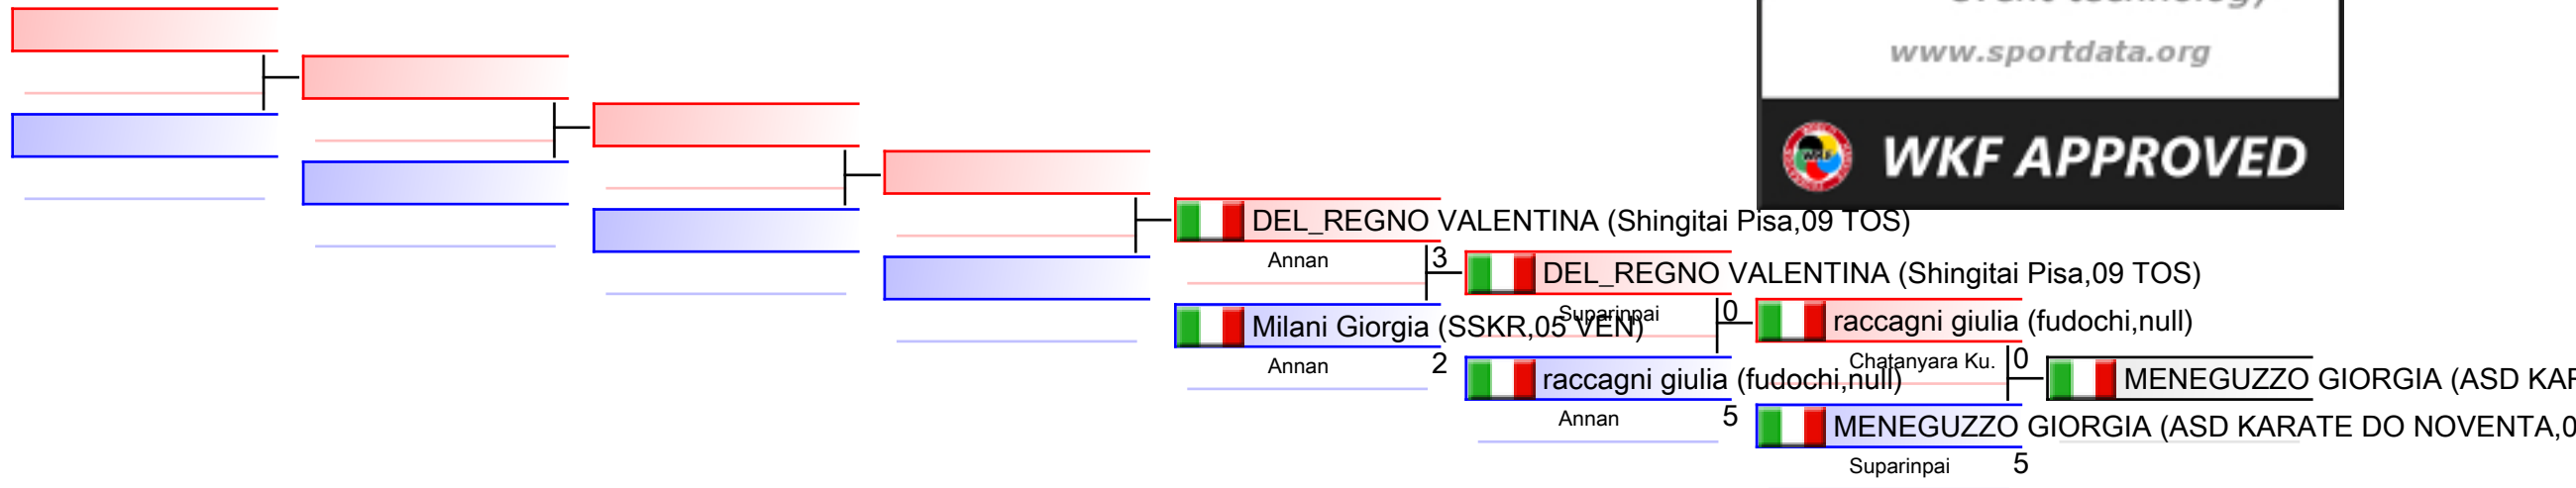 event technology
www.sportdata.org
WKF APPROVED
DEL_REGNO VALENTINA (Shingitai Pisa,09 TOS)
Annan
3
DEL_REGNO VALENTINA (Shingitai Pisa,09 TOS)
Suparinpai
0
Milani Giorgia (SSKR,05 VEN)
raccagni giulia (fudochi,null)
Annan
2
Chatanyara Ku.
0
raccagni giulia (fudochi,null)
MENEGUZZO GIORGIA (ASD KAR
Annan
5
MENEGUZZO GIORGIA (ASD KARATE DO NOVENTA,0
Suparinpai
5